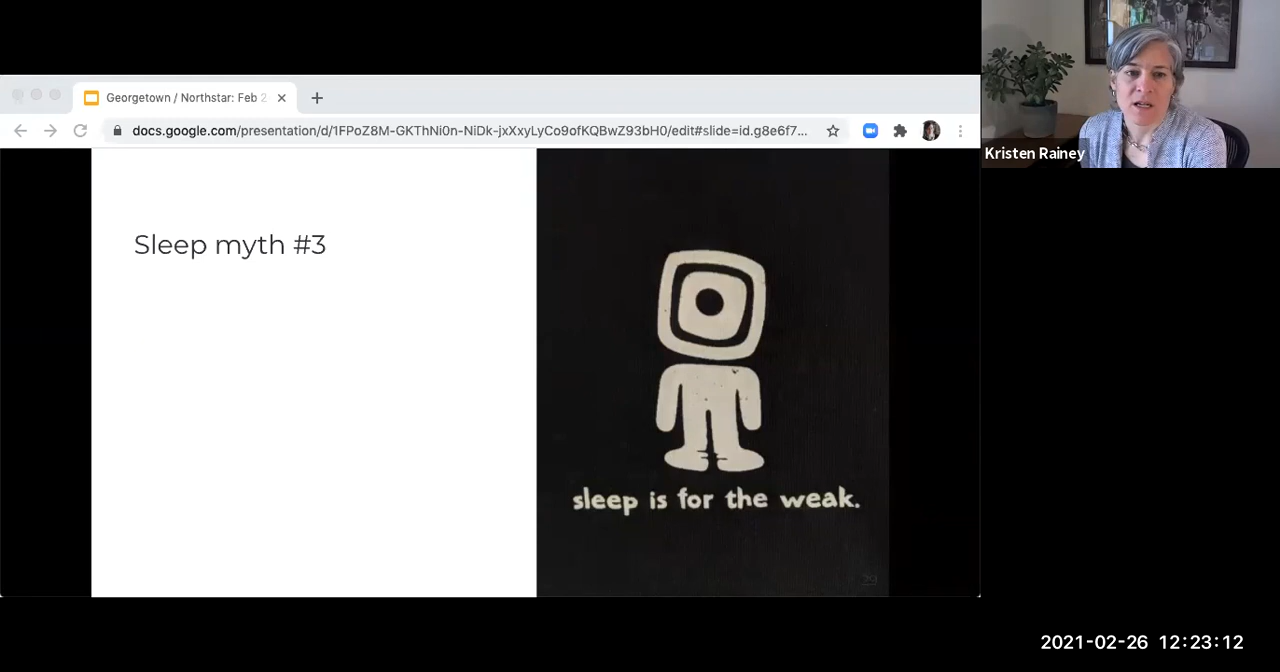 Georgetown / Northstar: Feb 2
docs.google.com/presentation/d/1FPoZ8M-GKThNi0n-NiDk-jxXxyLyCo9ofKQBwZ93bH0/edit#slide=id.g8e6f7...
Kristen Rainey
Sleep myth #3
sleep is for the weak.
2021-02-26 12:23:12